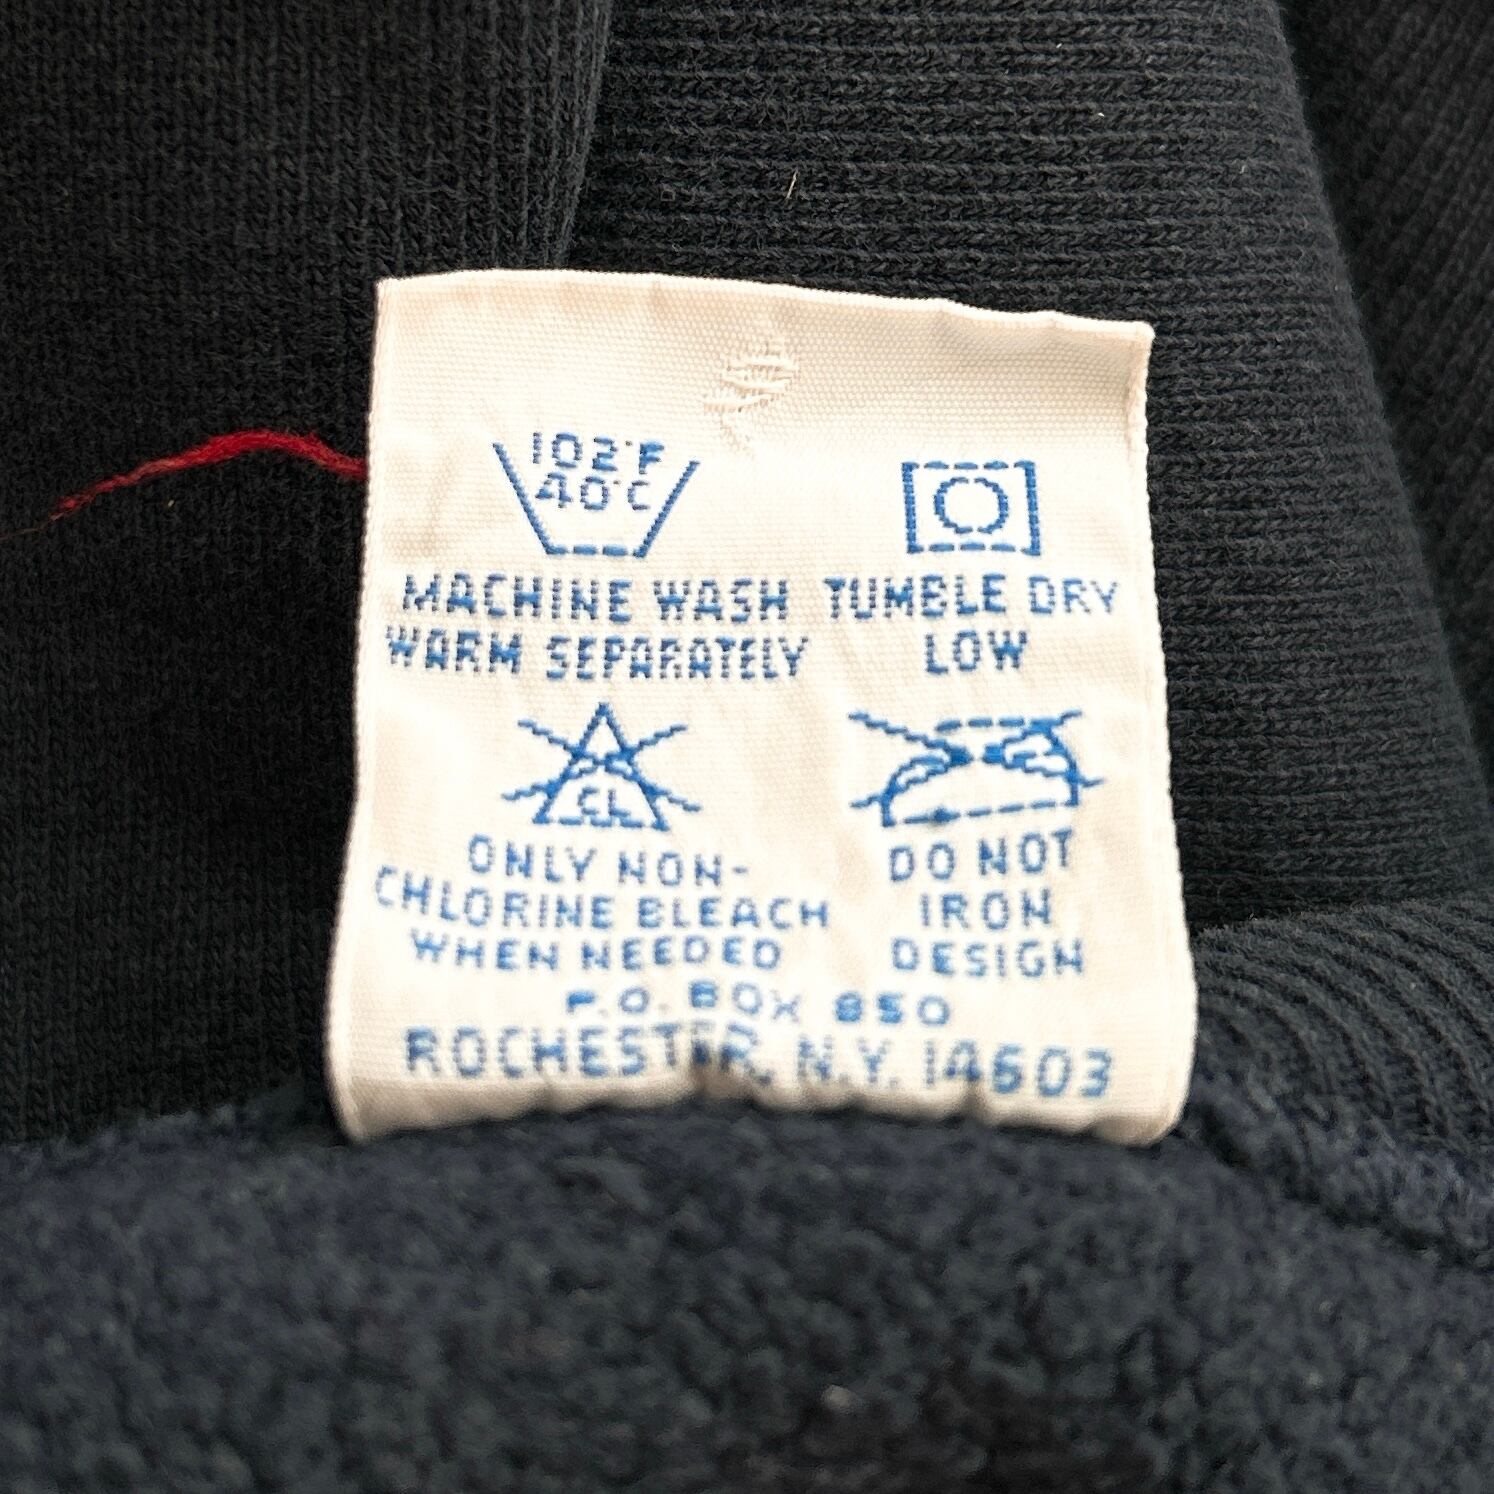 102°F
40°C
MACHINE WASH
WARM SEPARATELY
TUMBLE DRY
LOW
CL
ONLY NON-
CHLORINE BLEACH
WHEN NEEDED
DO NOT
IRON
DESIGN
P.O. BOX 850
ROCHESTER, N.Y. 14603